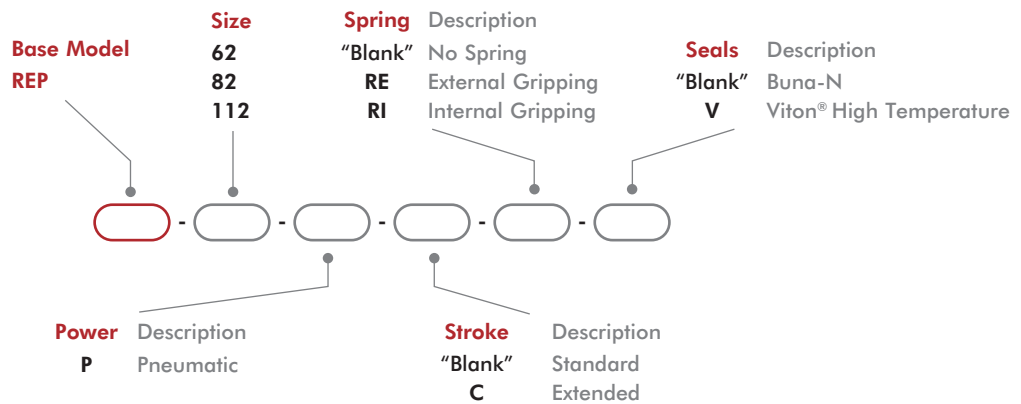 Size
Spring Description
Base Model
62
“Blank” No Spring
Seals Description
REP
82
RE External Gripping
“Blank” Buna-N
112
RI Internal Gripping
V Viton® High Temperature
- - - - -
Power Description
Stroke Description
P Pneumatic
“Blank” Standard
C Extended